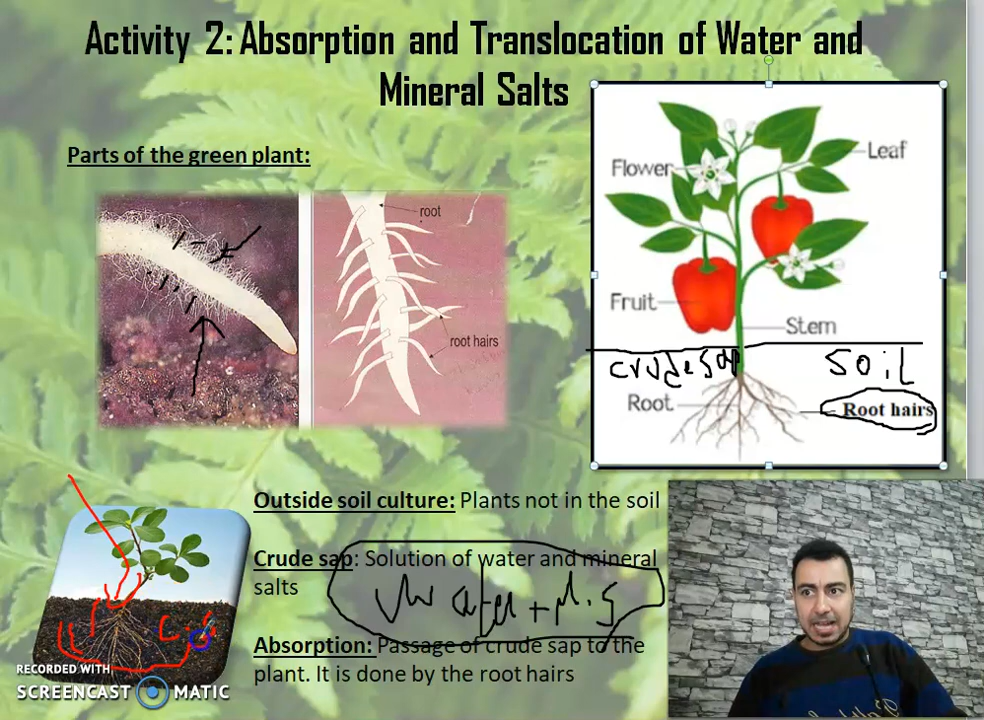 Activity 2: Absorption and Translocation of Water and
Mineral Salts
Parts of the green plant:
root
root hairs
Flower
Leaf
Fruit
Stem
crude sap
soil
Root
Root hairs
Outside soil culture: Plants not in the soil
Crude sap: Solution of water and mineral
salts
water + M.S
Absorption: Passage of crude sap to the
plant. It is done by the root hairs
C.S
RECORDED WITH
SCREENCAST MATIC